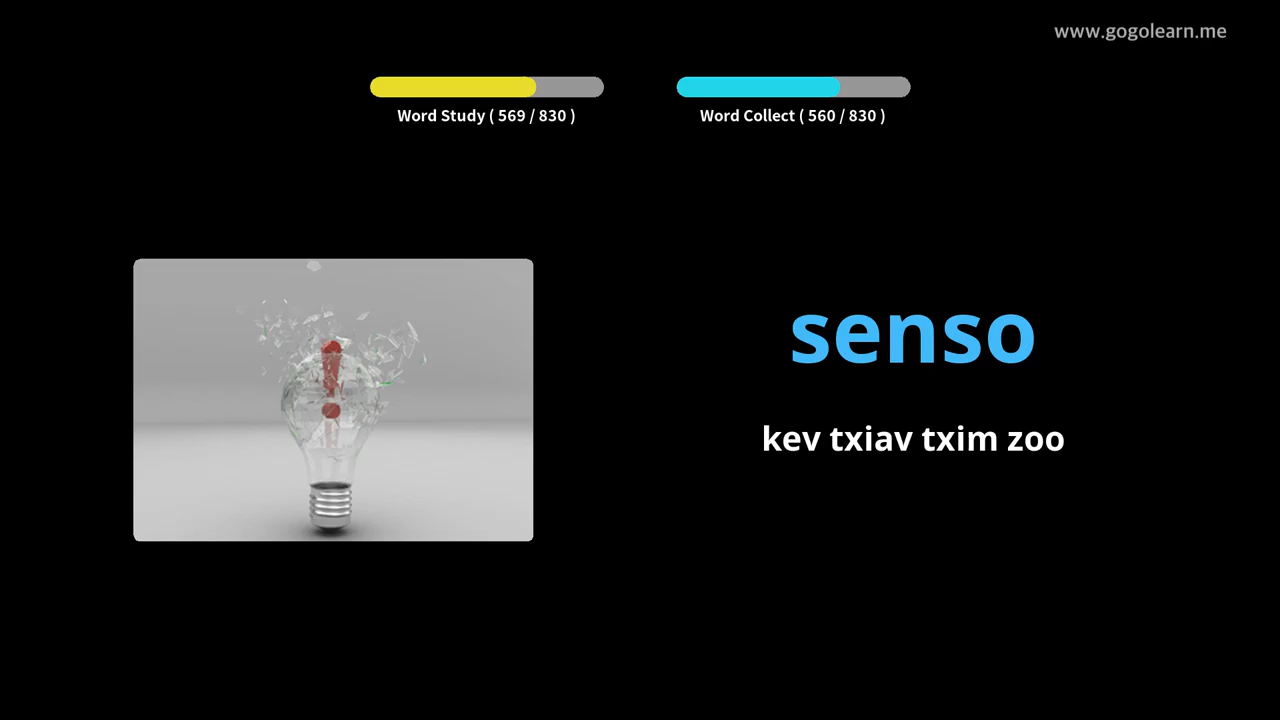 www.gogolearn.me
Word Study ( 569 / 830 )
Word Collect ( 560 / 830 )
senso
kev txiav txim zoo